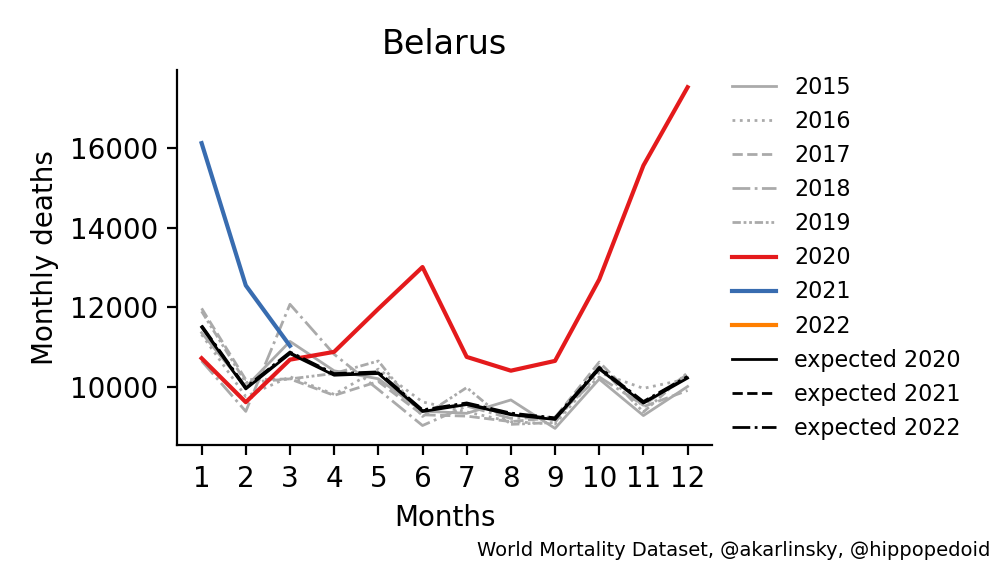 Belarus
Monthly deaths
16000
14000
12000
10000
1 2 3 4 5 6 7 8 9 10 11 12
Months
2015
2016
2017
2018
2019
2020
2021
2022
expected 2020
expected 2021
expected 2022
World Mortality Dataset, @akarlinsky, @hippopedoid